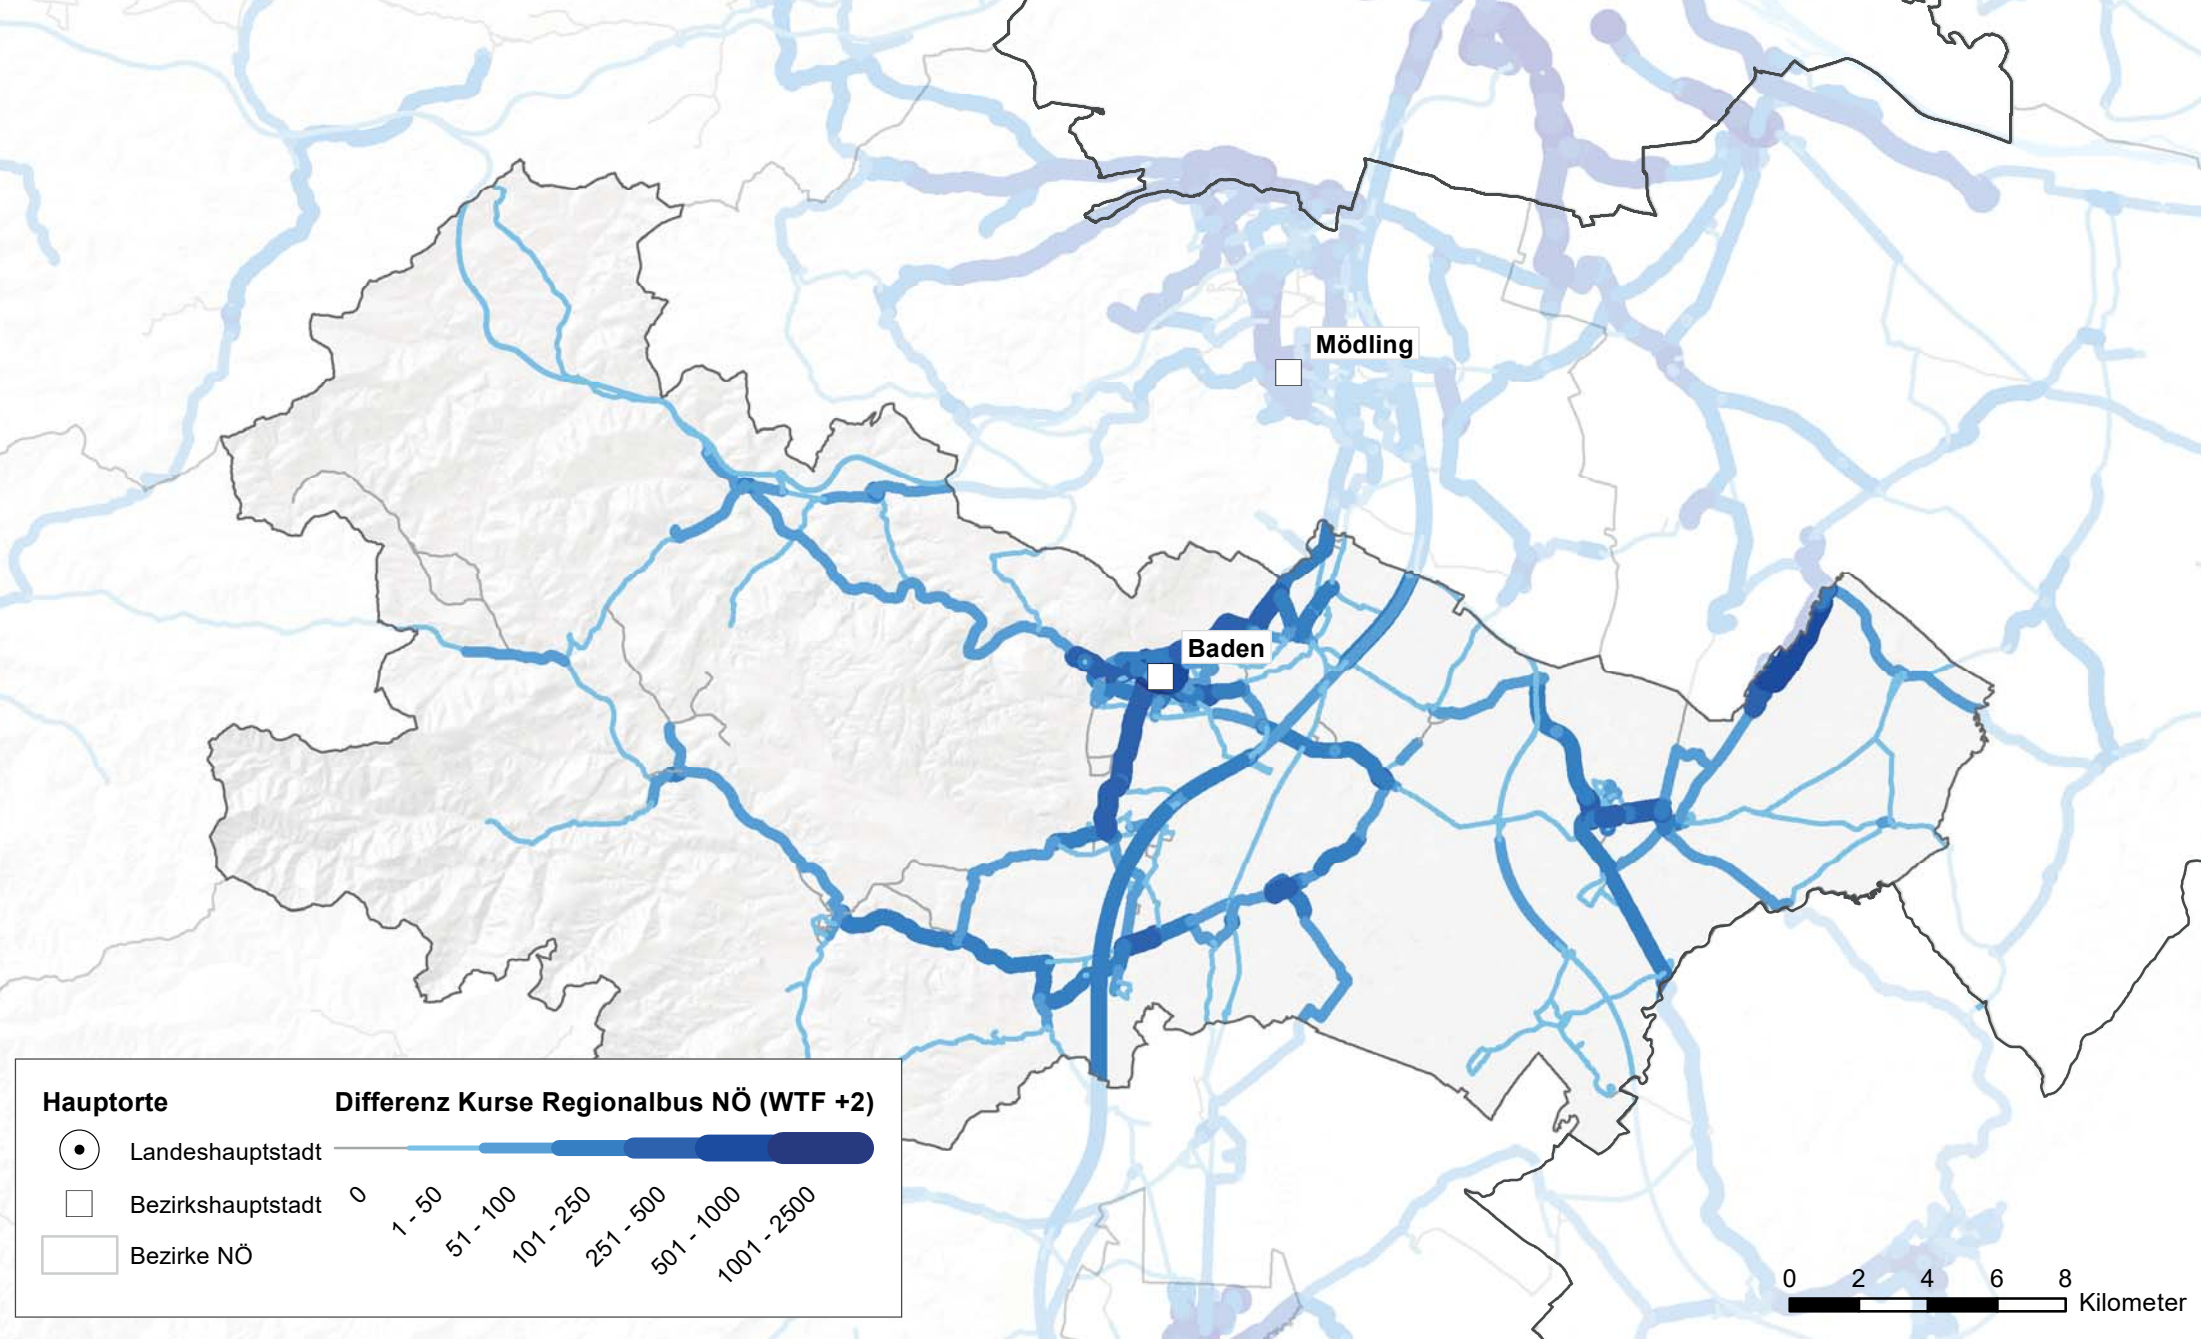 Mödling
Baden
Hauptorte
Differenz Kurse Regionalbus NÖ (WTF +2)
Landeshauptstadt
Bezirkshauptstadt
Bezirke NÖ
0
1 - 50
51 - 100
101 - 250
251 - 500
501 - 1000
1001 - 2500
0 2 4 6 8
Kilometer